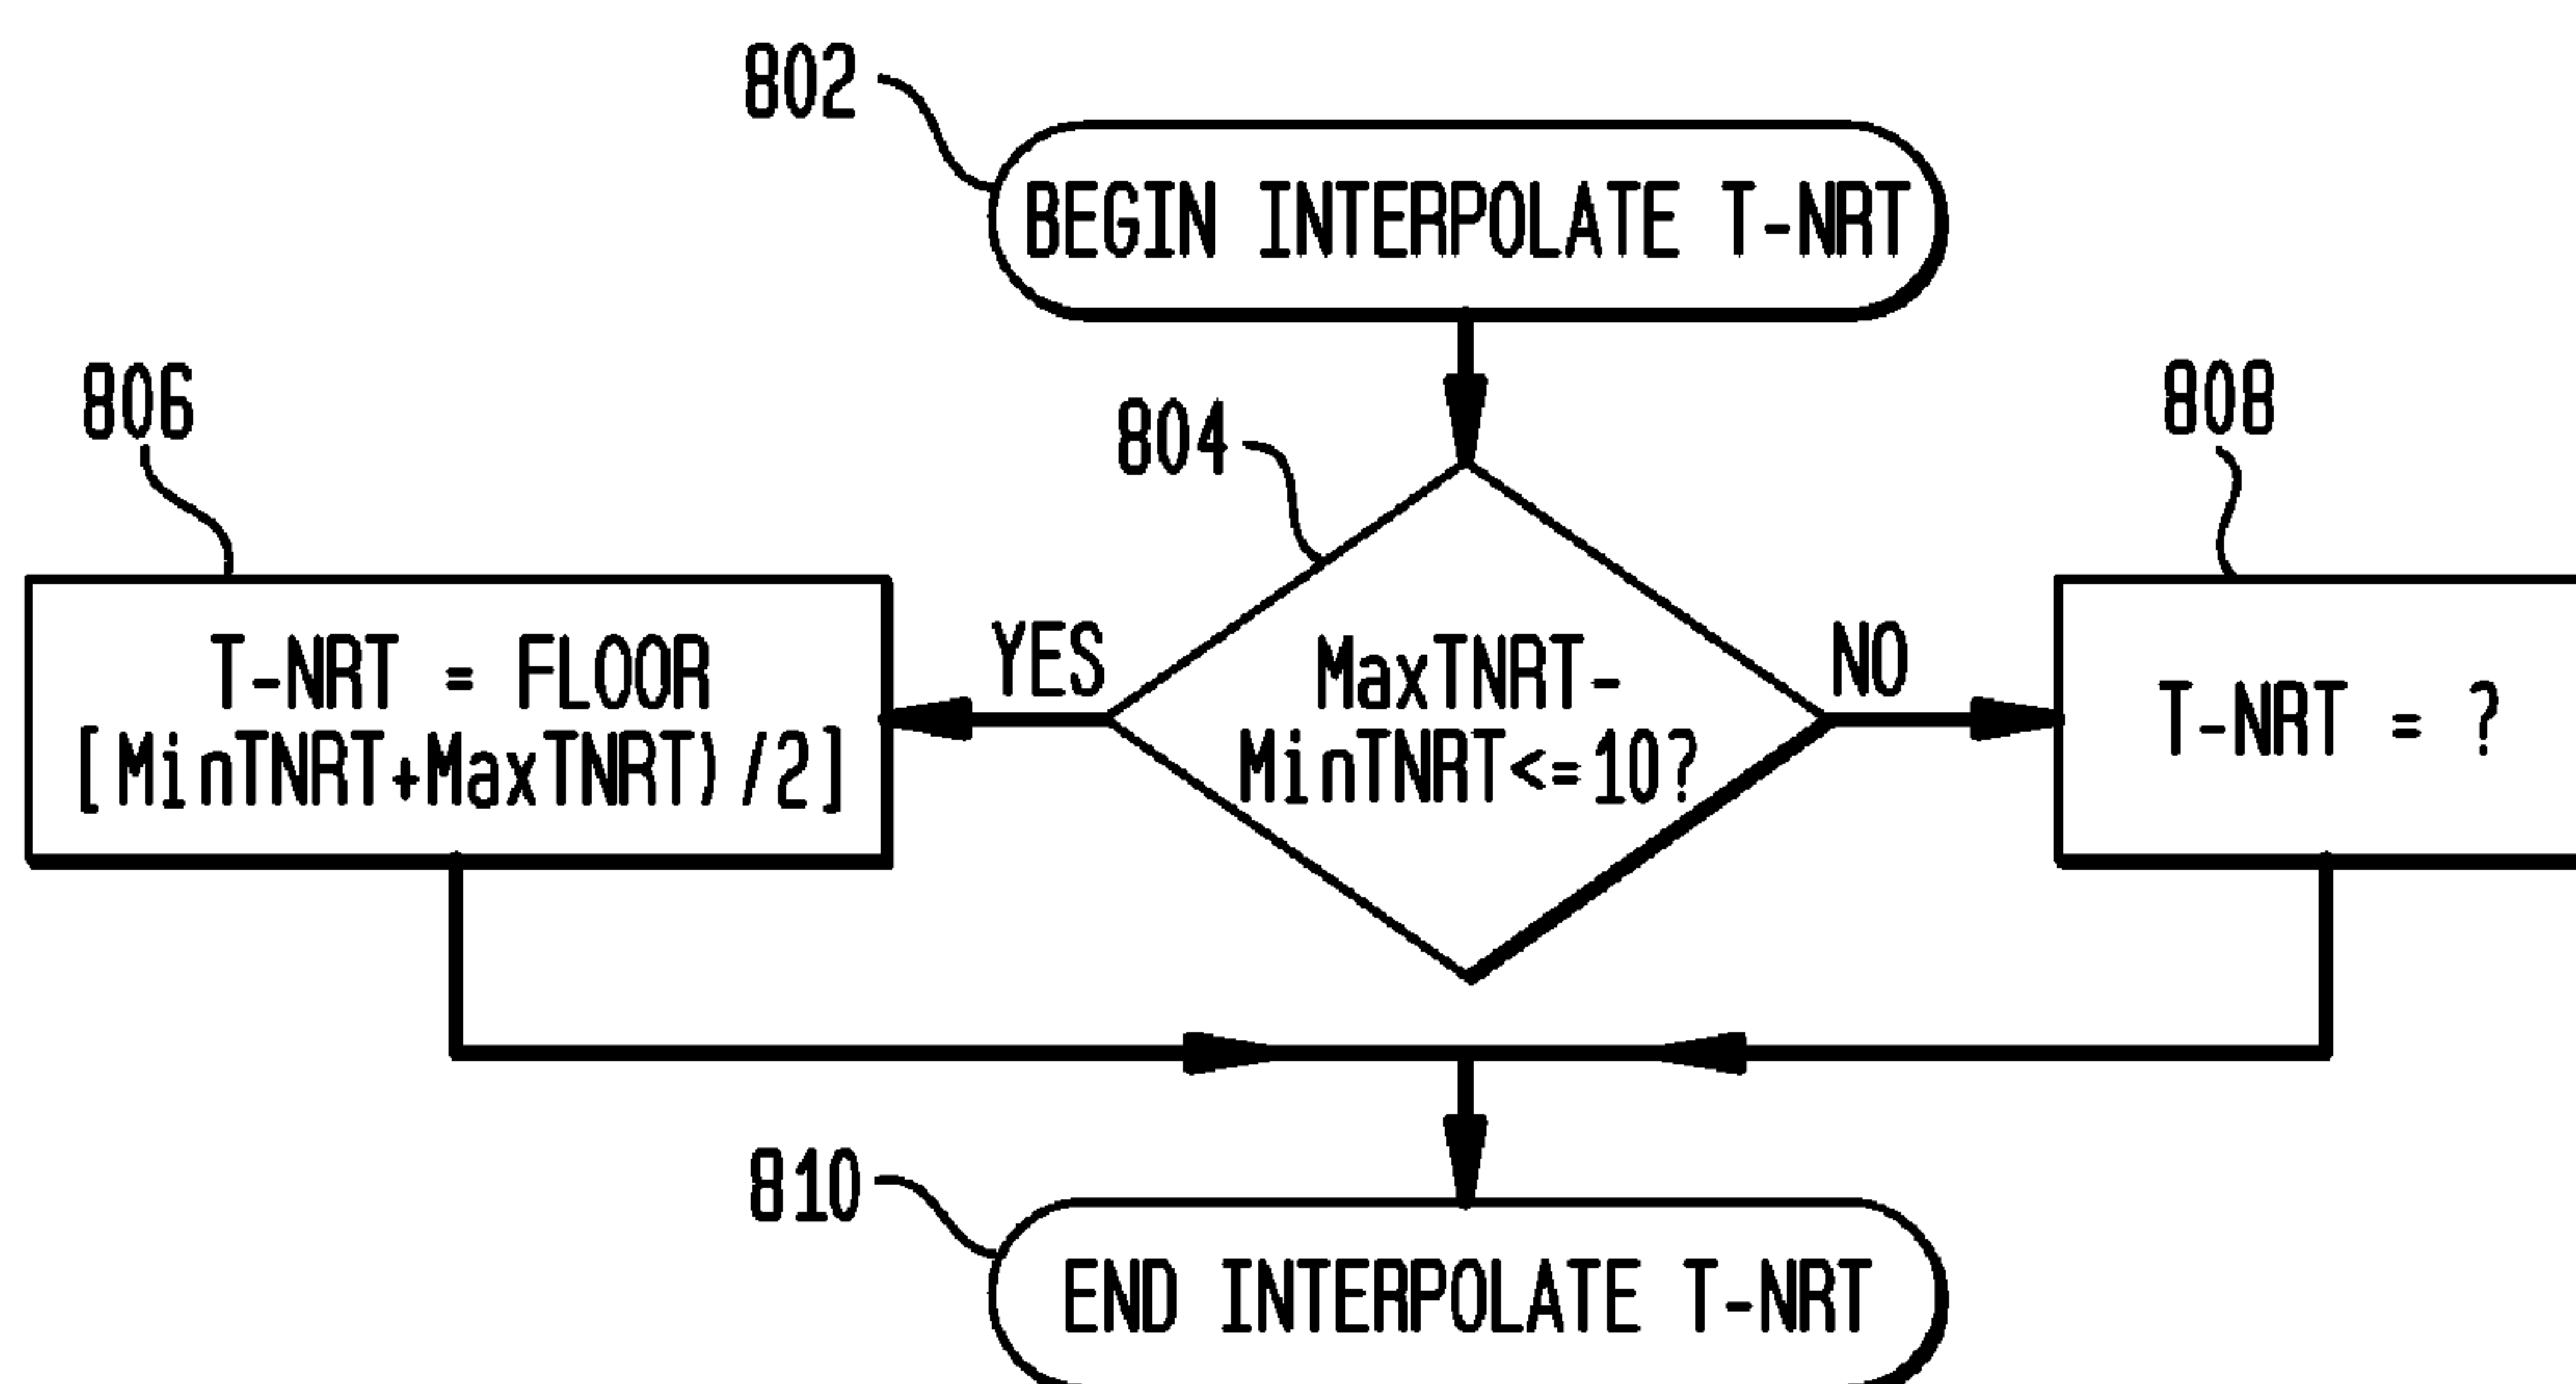 802
BEGIN INTERPOLATE T-NRT
806
804
808
YES
NO
T-NRT = FLOOR
[MinTNRT+MaxTNRT)/2]
MaxTNRT-
MinTNRT<=10?
T-NRT = ?
810
END INTERPOLATE T-NRT